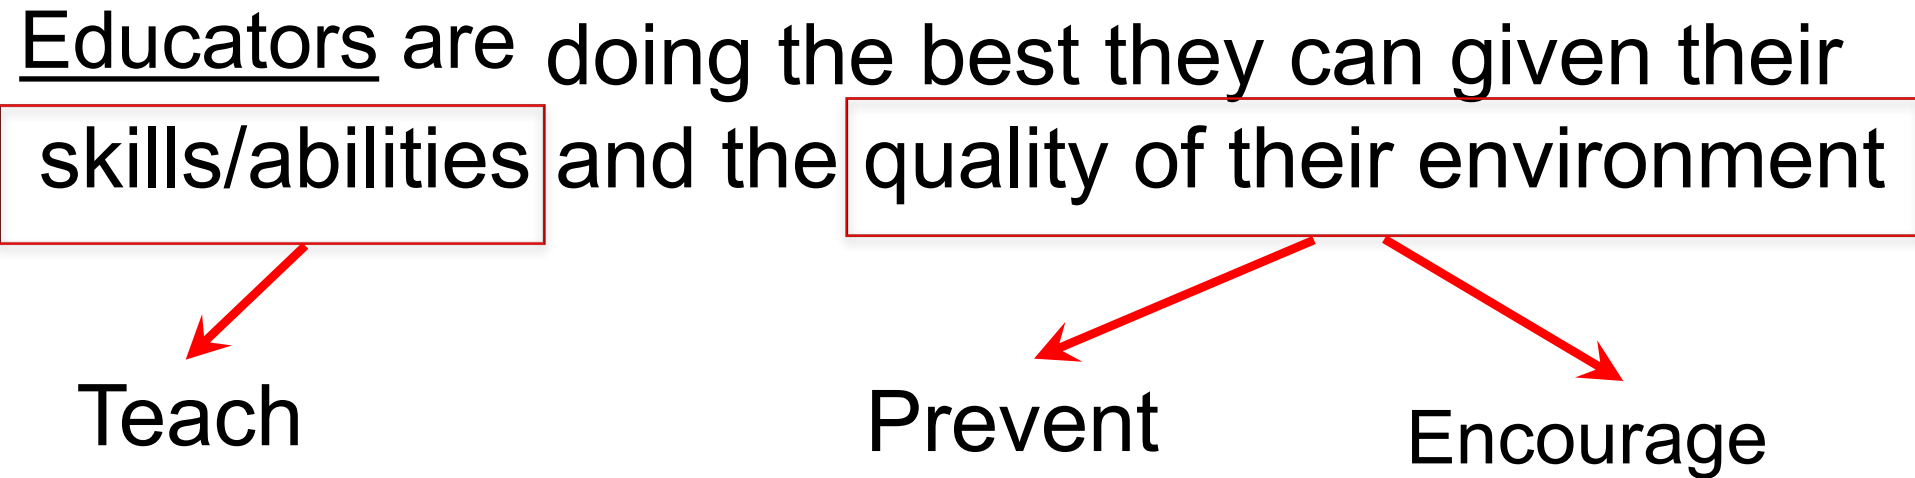 Educators are doing the best they can given their
skills/abilities and the quality of their environment
Teach Prevent Encourage